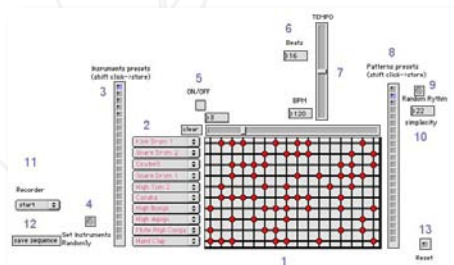 TEMPO
6
8
Beats
Instruments presets
(shift click=store)
Patterns presets
(shift click=store)
16
3
5
7
9
ON/OFF
BPM
Random Rythm
3
120
22
2
clear
simplecity
10
Kick Drum 1
Snare Drum 2
Cowbell
11
Snare Drum 1
High Tom 2
Recorder
Cabasa
start
4
High Bongo
12
High Agogo
13
save sequence
Set Instruments
Randomly
Mute High Conga
Hand Clap
Reset
1